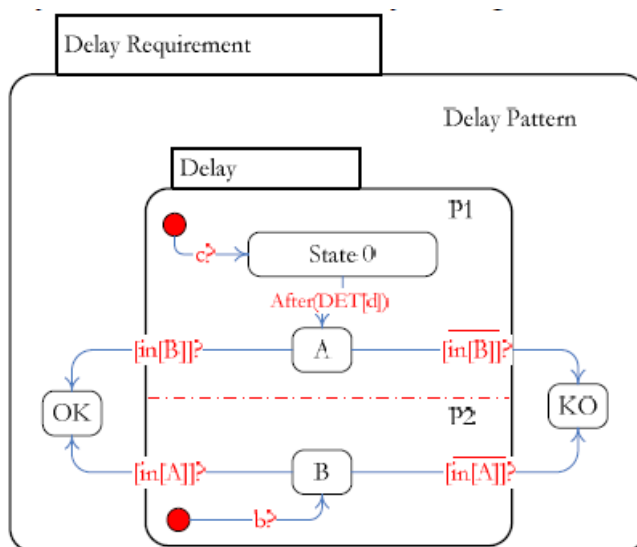 Delay Requirement
Delay Pattern
Delay
P1
c?
State 0
After(DET[d])
[in[B]]?
A
[in[B]]?
OK
KO
P2
[in[A]]?
B
[in[A]]?
b?